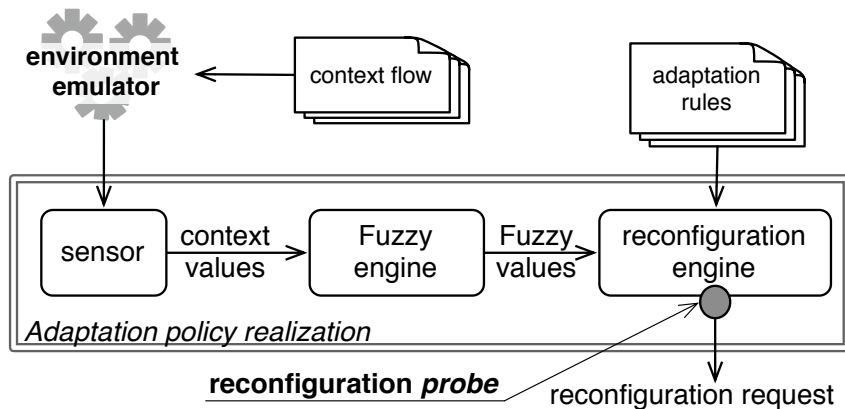 environment
emulator
context flow
adaptation
rules
sensor
context
values
Fuzzy
engine
Fuzzy
values
reconfiguration
engine
Adaptation policy realization
reconfiguration probe
reconfiguration request